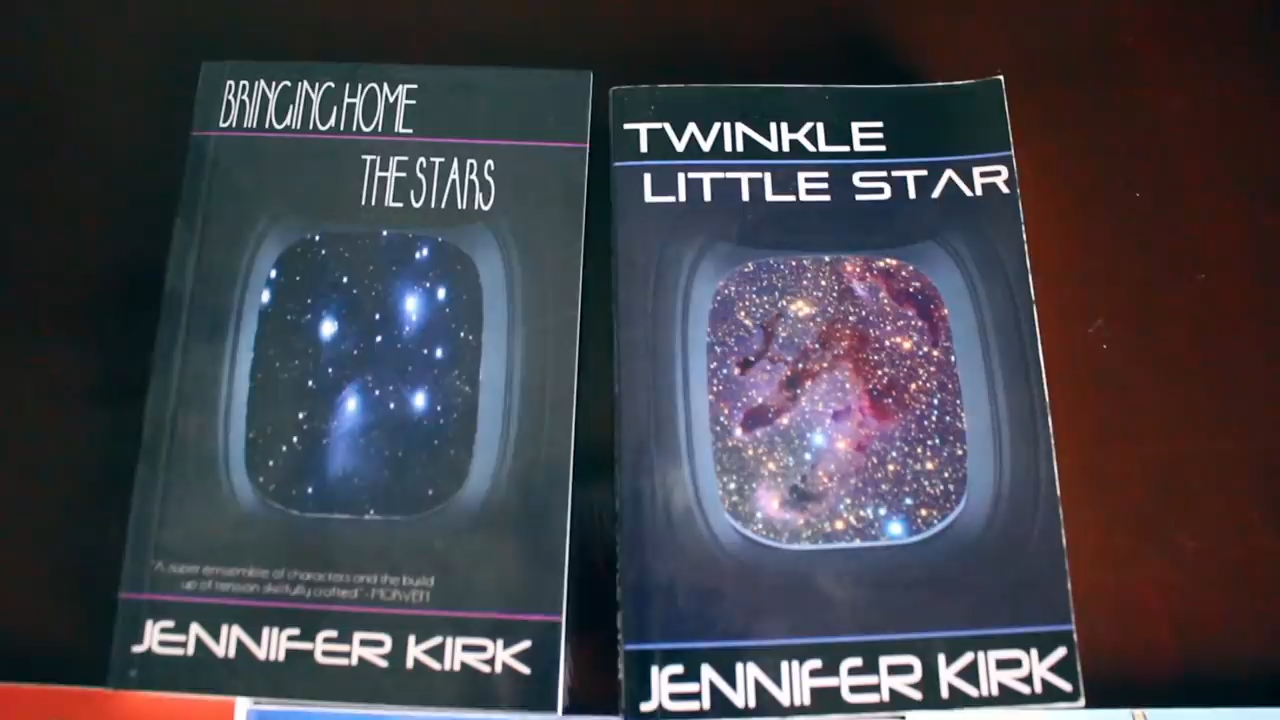 BRINGING HOME
THE STARS
"A super ensemble of characters and the build
up of tension skilfully crafted" - MORVEN
JENNIFER KIRK
TWINKLE
LITTLE STAR
JENNIFER KIRK